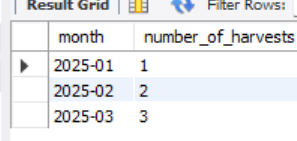 Result Grid Filter Rows:
month number_of_harvests
2025-01 1
2025-02 2
2025-03 3